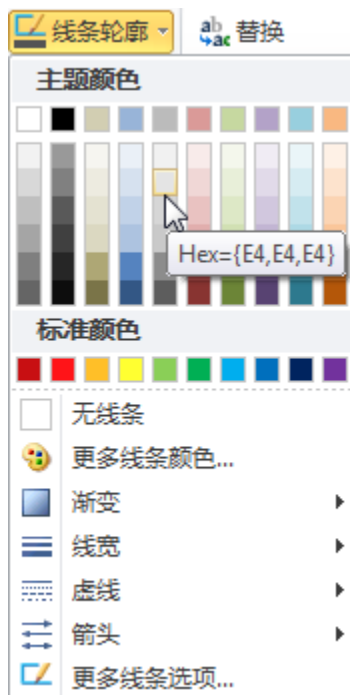 线条轮廓 ab ac 替换
主题颜色
Hex={E4,E4,E4}
标准颜色
无线条
更多线条颜色...
渐变
线宽
虚线
箭头
更多线条选项...